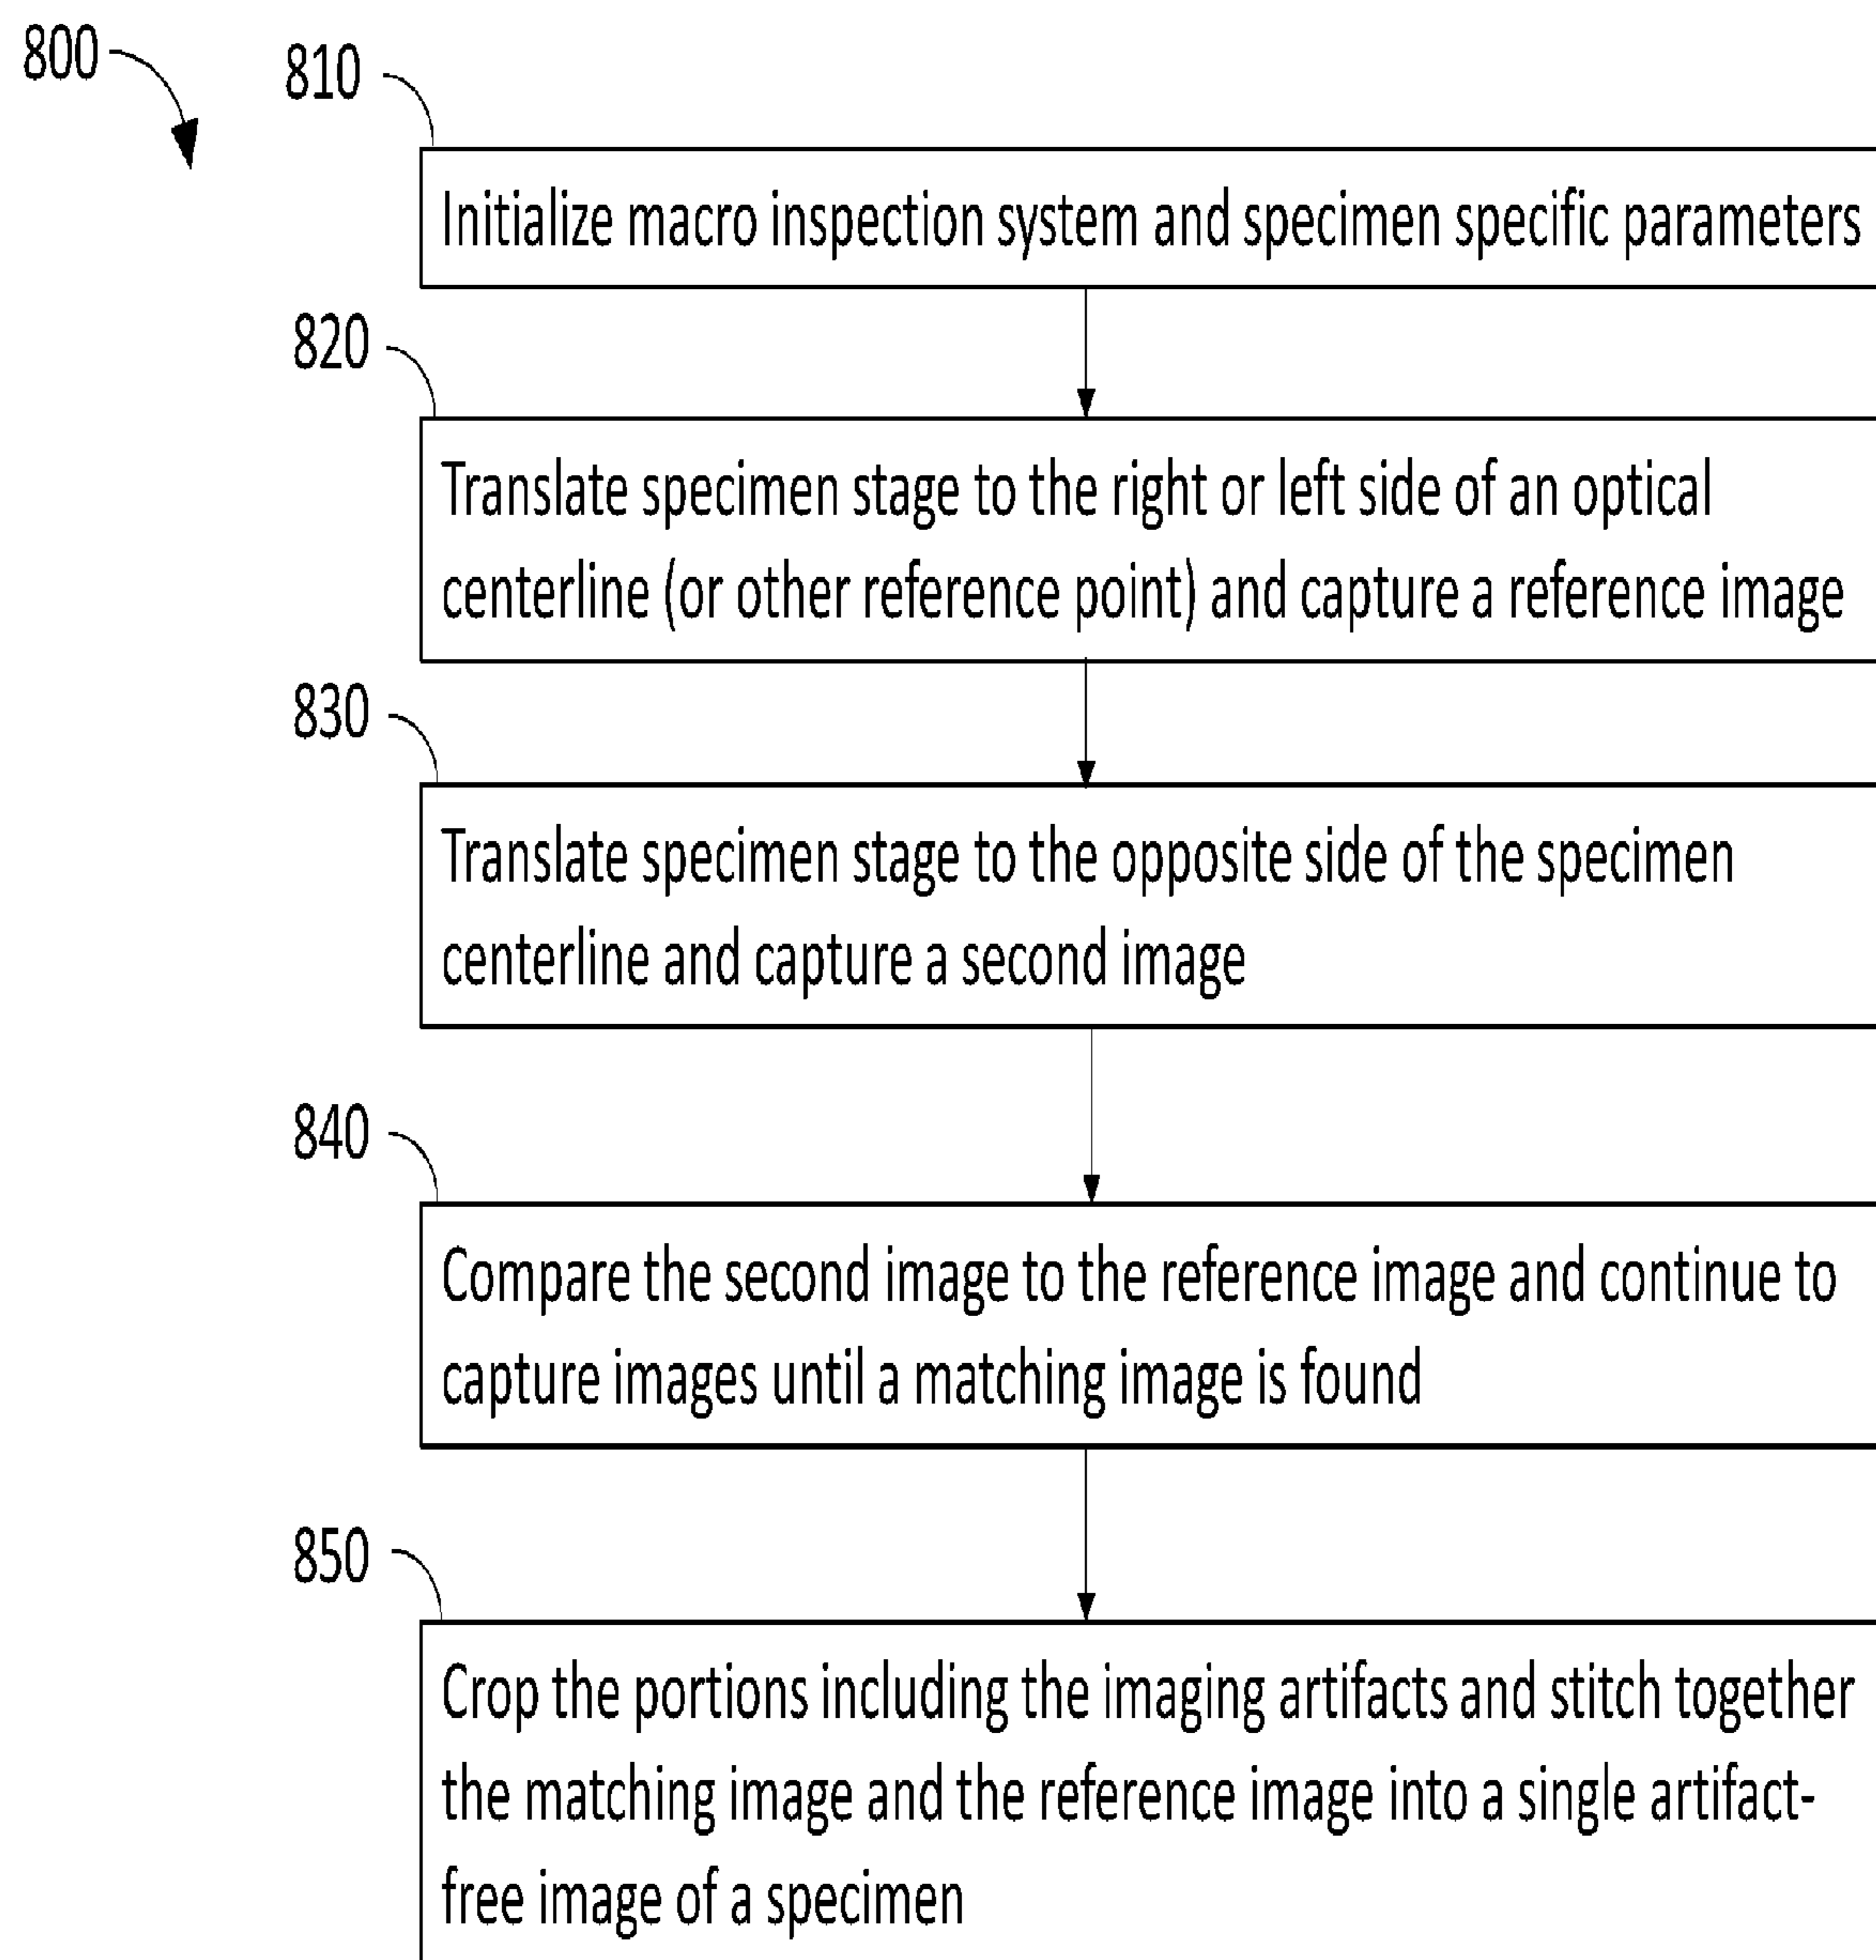 800
810
Initialize macro inspection system and specimen specific parameters
820
Translate specimen stage to the right or left side of an optical
centerline (or other reference point) and capture a reference image
830
Translate specimen stage to the opposite side of the specimen
centerline and capture a second image
840
Compare the second image to the reference image and continue to
capture images until a matching image is found
850
Crop the portions including the imaging artifacts and stitch together
the matching image and the reference image into a single artifact-
free image of a specimen